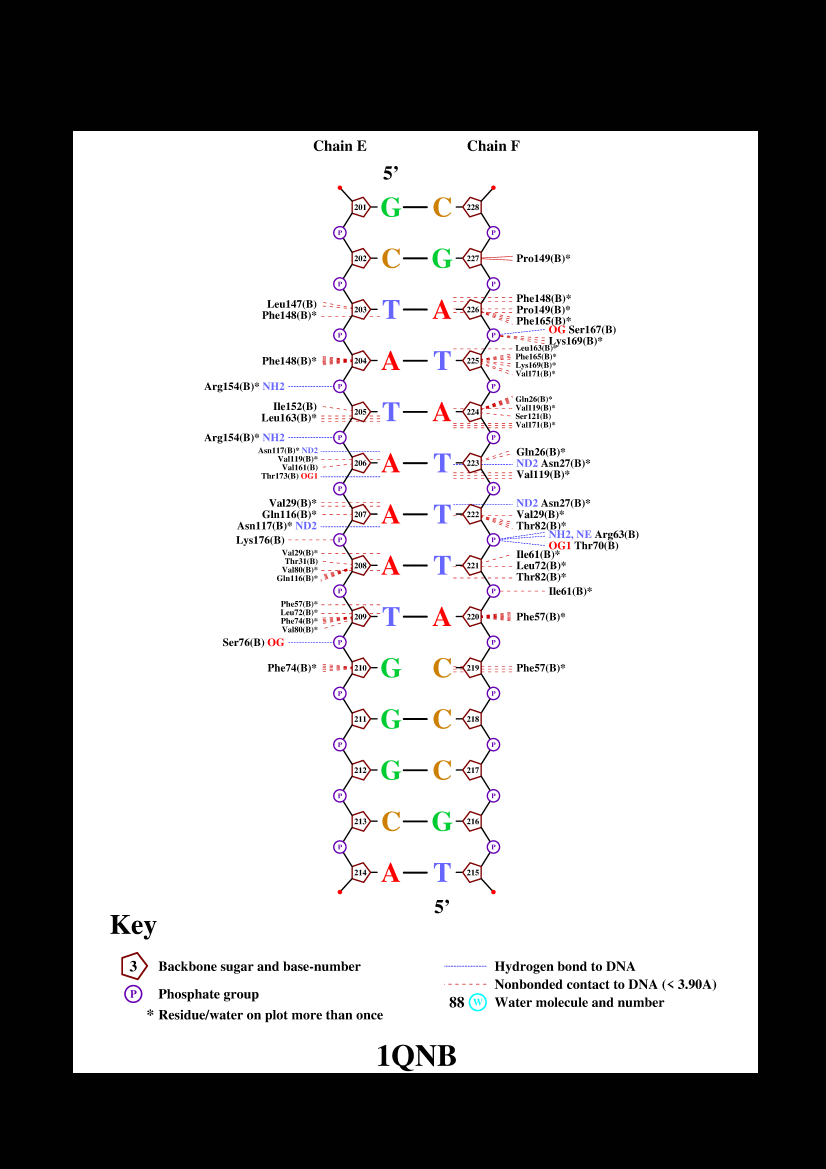 Chain E Chain F
5’
201 G C 228
P P
202 C G 227 Pro149(B)*
P P
Phe148(B)*
Leu147(B) 203 T A 226 Pro149(B)*
Phe148(B)* Phe165(B)*
P P OG Ser167(B)
Lys169(B)*
Leu163(B)*
Phe148(B)* 204 A T 225 Phe165(B)*
Lys169(B)*
Val171(B)*
Arg154(B)* NH2 P P
Gln26(B)*
Ile152(B) 205 T A 224 Val119(B)*
Leu163(B)* Ser121(B)
Val171(B)*
Arg154(B)* NH2 P P
Asn117(B)* ND2 Gln26(B)*
Val119(B)* 206 A T 223 ND2 Asn27(B)*
Val161(B) Val119(B)*
Thr173(B) OG1
P P
Val29(B)* ND2 Asn27(B)*
Gln116(B)* 207 A T 222 Val29(B)*
Asn117(B)* ND2 Thr82(B)*
Lys176(B) P P NH2, NE Arg63(B)
OG1 Thr70(B)
Val29(B)* Ile61(B)*
Thr31(B) 208 A T 221 Leu72(B)*
Val80(B)* Thr82(B)*
Gln116(B)*
P P Ile61(B)*
Phe57(B)*
Leu72(B)* 209 T A 220 Phe57(B)*
Phe74(B)*
Val80(B)*
Ser76(B) OG P P
Phe74(B)* 210 G C 219 Phe57(B)*
P P
211 G C 218
P P
212 G C 217
P P
213 C G 216
P P
214 A T 215
5’
Key
3 Backbone sugar and base-number
P Phosphate group
* Residue/water on plot more than once
Hydrogen bond to DNA
Nonbonded contact to DNA (< 3.90A)
88 W Water molecule and number
1QNB